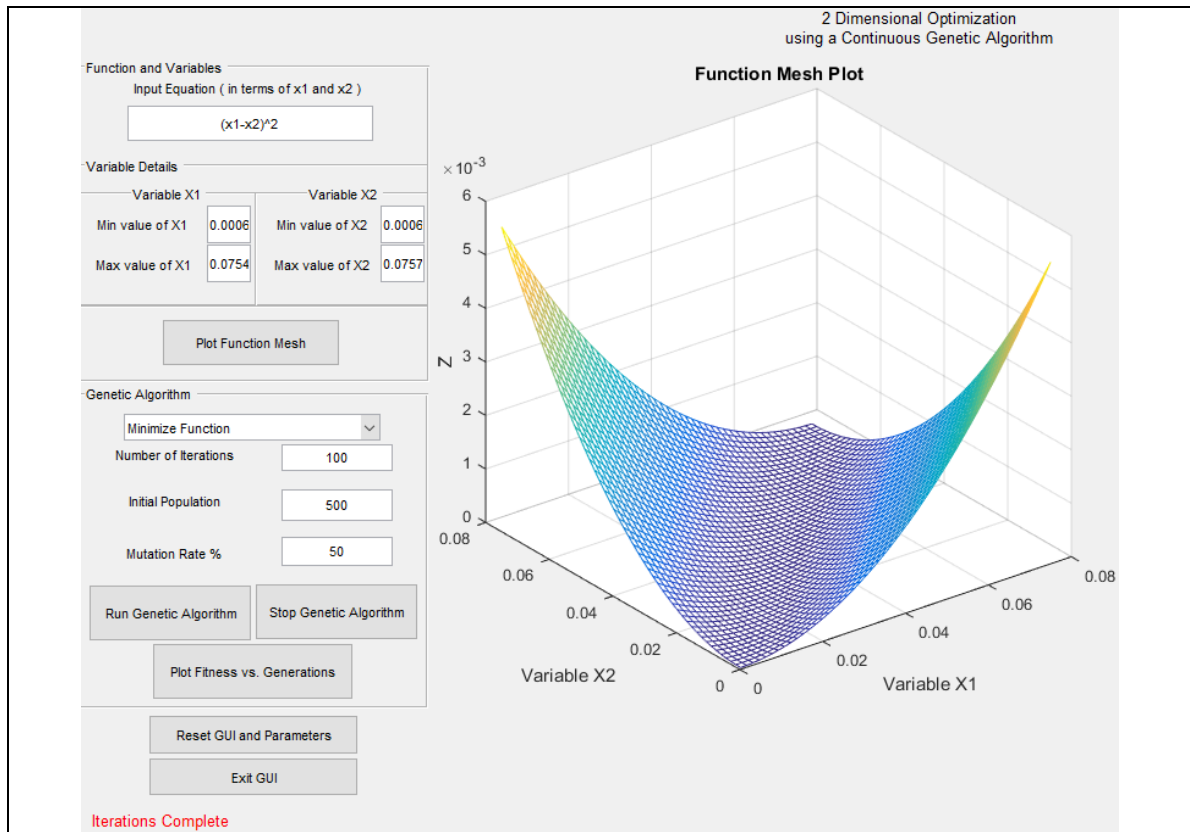 2 Dimensional Optimization
using a Continuous Genetic Algorithm
Function and Variables
Input Equation ( in terms of x1 and x2 )
(x1-x2)^2
Variable Details
Variable X1
Variable X2
Min value of X1
0.0006
Min value of X2
0.0006
Max value of X1
0.0754
Max value of X2
0.0757
Plot Function Mesh
Genetic Algorithm
Minimize Function
Number of Iterations
100
Initial Population
500
Mutation Rate %
50
Run Genetic Algorithm
Stop Genetic Algorithm
Plot Fitness vs. Generations
Reset GUI and Parameters
Exit GUI
Iterations Complete
Function Mesh Plot
×10-3
6
5
4
3
2
1
0
Z
0.08
0.06
0.04
0.02
0
Variable X2
0
0.02
0.04
0.06
0.08
Variable X1